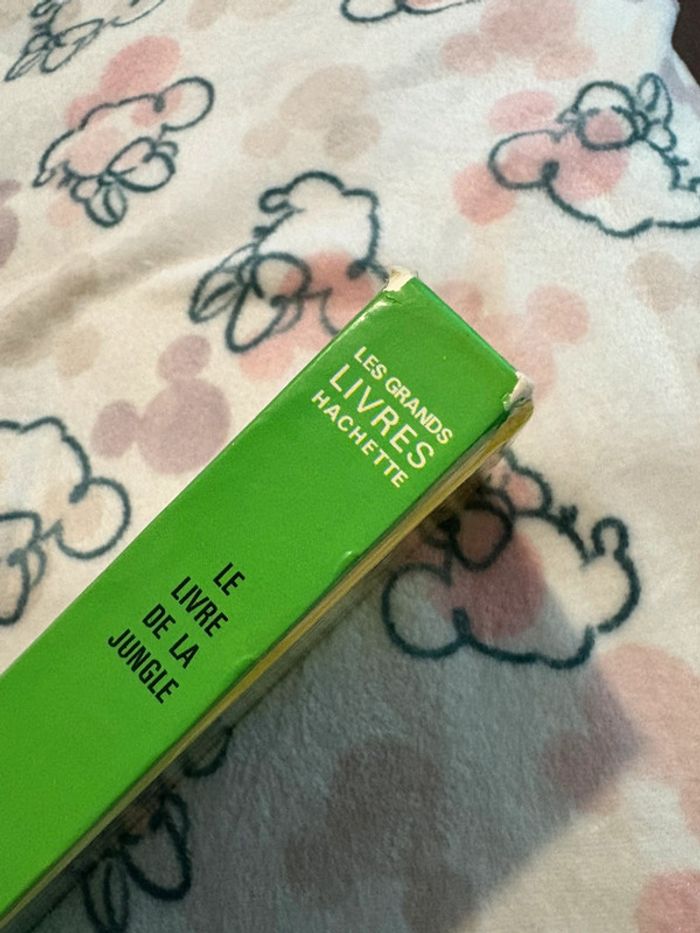 LES GRANDS
LIVRES
HACHETTE
LE
LIVRE
DE LA
JUNGLE